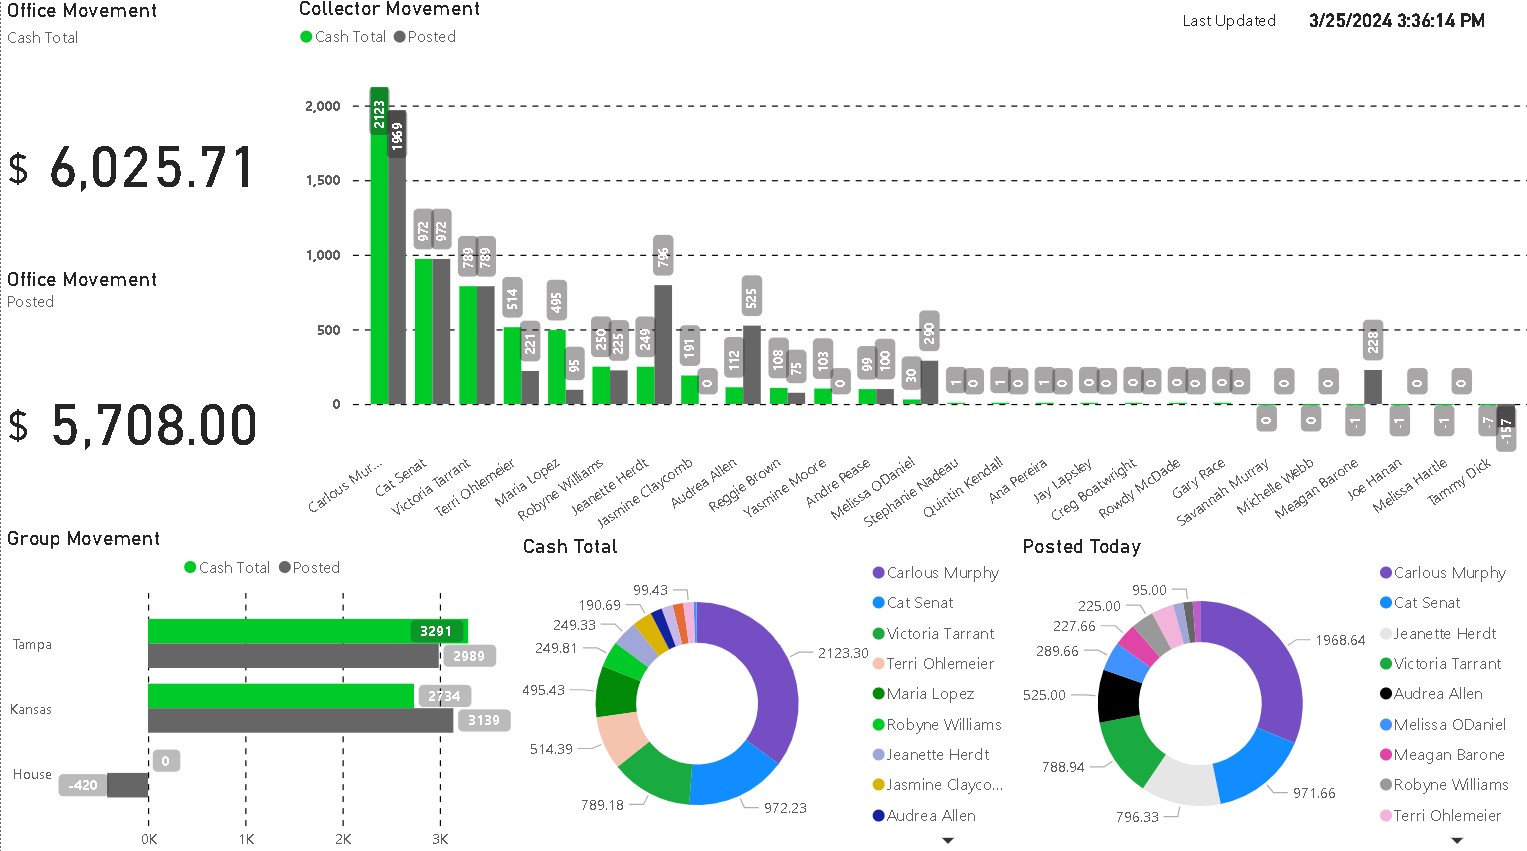 Office Movement
Cash Total
$ 6,025.71
Office Movement
Posted
$ 5,708.00
Collector Movement
Cash Total Posted
Last Updated 3/25/2024 3:36:14 PM
2,000
1,500
1,000
500
0
2123 1969 972 972 789 789 514 221 495 95 250 225 249 796 191 0 112 525 108 75 103 0 99 100 30 290 1 0 1 0 1 0 0 0 0 0 0 0 0 0 0 0 0 0 -1 228 -1 0 -1 0 -7 -157
Carlous Mur...
Cat Senat
Victoria Tarrant
Terri Ohlemeier
Maria Lopez
Robyne Williams
Jeanette Herdt
Jasmine Claycomb
Audrea Allen
Reggie Brown
Yasmine Moore
Andre Pease
Melissa ODaniel
Stephanie Nadeau
Quintin Kendall
Ana Pereira
Jay Lapsley
Creg Boatwright
Rowdy McDade
Gary Race
Savannah Murray
Michelle Webb
Meagan Barone
Joe Hanan
Melissa Hartle
Tammy Dick
Group Movement
Cash Total Posted
Tampa 3291
2989
Kansas 2734
3139
House 0
-420
0K 1K 2K 3K
Cash Total
99.43
190.69
249.33
249.81
495.43
514.39
789.18
972.23
2123.30
Carlous Murphy
Cat Senat
Victoria Tarrant
Terri Ohlemeier
Maria Lopez
Robyne Williams
Jeanette Herdt
Jasmine Clayco...
Audrea Allen
Posted Today
95.00
225.00
227.66
289.66
525.00
788.94
796.33
971.66
1968.64
Carlous Murphy
Cat Senat
Jeanette Herdt
Victoria Tarrant
Audrea Allen
Melissa ODaniel
Meagan Barone
Robyne Williams
Terri Ohlemeier